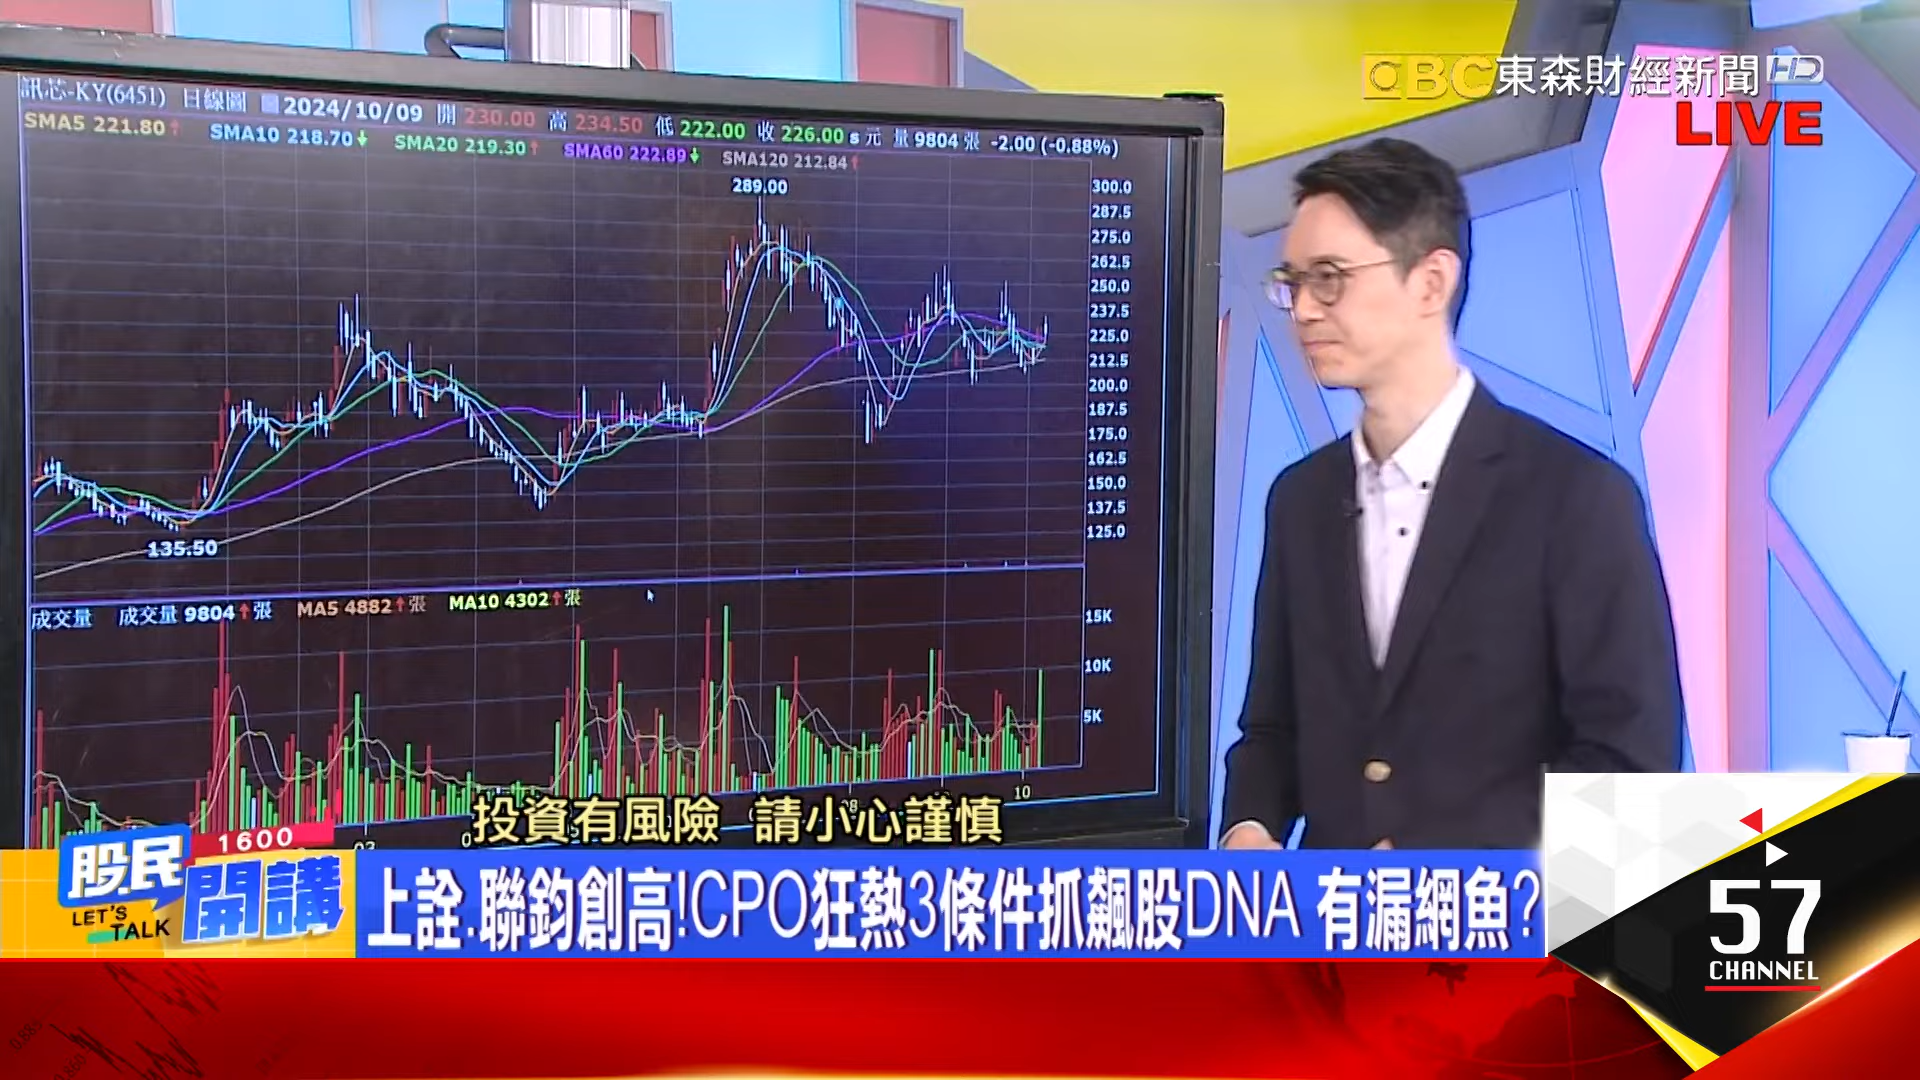 EBC東森財經新聞 HD
LIVE
訊芯-KY(6451) 日線圖 2024/10/09 開 230.00 高 234.50 低 222.00 收 226.00 s 元 量 9804 張 -2.00 (-0.88%)
SMA5 221.80↑ SMA10 218.70↓ SMA20 219.30↑ SMA60 222.89↓ SMA120 212.84↑
289.00
300.0
287.5
275.0
262.5
250.0
237.5
225.0
212.5
200.0
187.5
175.0
162.5
150.0
137.5
125.0
135.50
成交量 成交量 9804↑張 MA5 4882↑張 MA10 4302↑張
15K
10K
5K
10
投資有風險 請小心謹慎
1600
股民
開講
LET'S
TALK
上詮.聯鈞創高!CPO狂熱3條件抓飆股DNA 有漏網魚?
57
CHANNEL